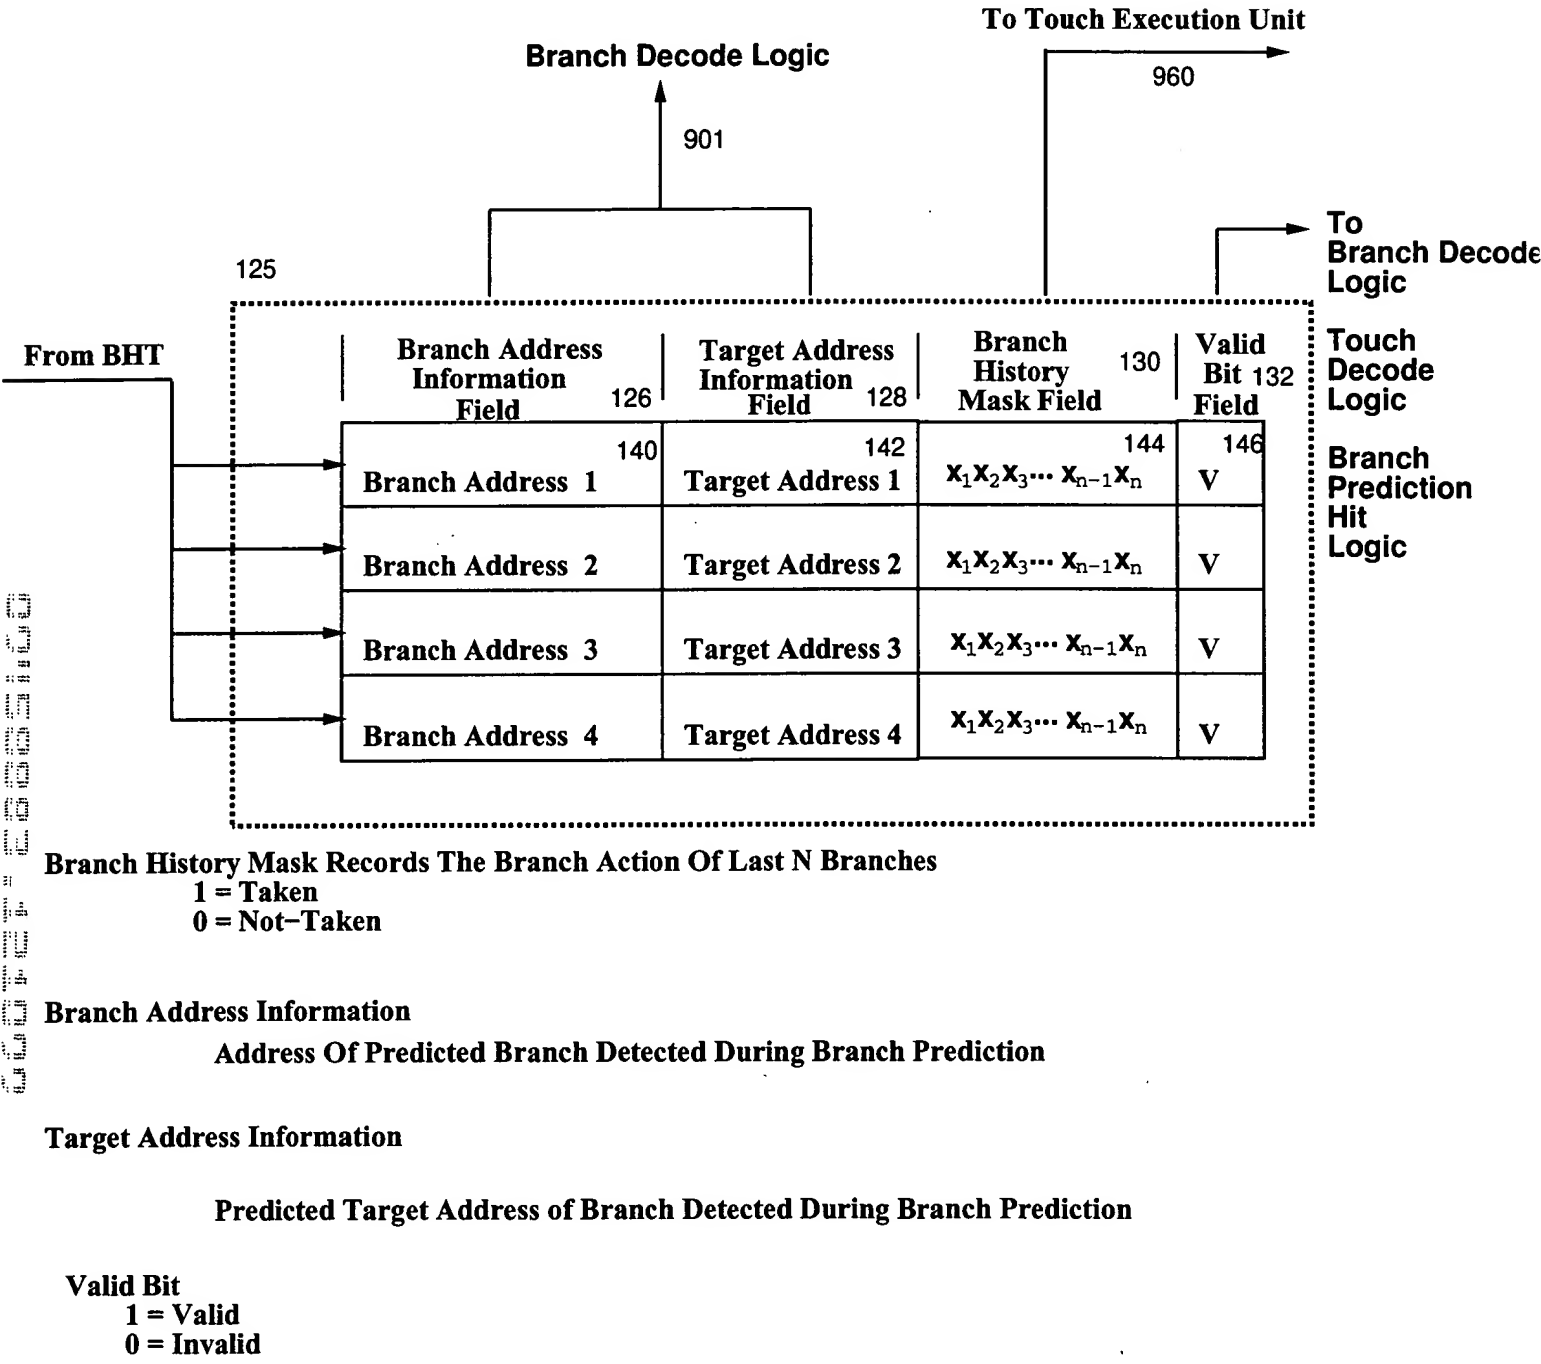 To Touch Execution Unit
960
Branch Decode Logic
901
To
Branch Decode
Logic
Touch
Decode
Logic
Branch
Prediction
Hit
Logic
125
From BHT
Branch Address
Information
Field 126
Target Address
Information
Field 128
Branch
History
Mask Field 130
Valid
Bit 132
Field
140
Branch Address 1
142
Target Address 1
144
X₁X₂X₃··· Xₙ₋₁Xₙ
146
V
Branch Address 2
Target Address 2
X₁X₂X₃··· Xₙ₋₁Xₙ
V
Branch Address 3
Target Address 3
X₁X₂X₃··· Xₙ₋₁Xₙ
V
Branch Address 4
Target Address 4
X₁X₂X₃··· Xₙ₋₁Xₙ
V
Branch History Mask Records The Branch Action Of Last N Branches
1 = Taken
0 = Not−Taken
Branch Address Information
Address Of Predicted Branch Detected During Branch Prediction
Target Address Information
Predicted Target Address of Branch Detected During Branch Prediction
Valid Bit
1 = Valid
0 = Invalid